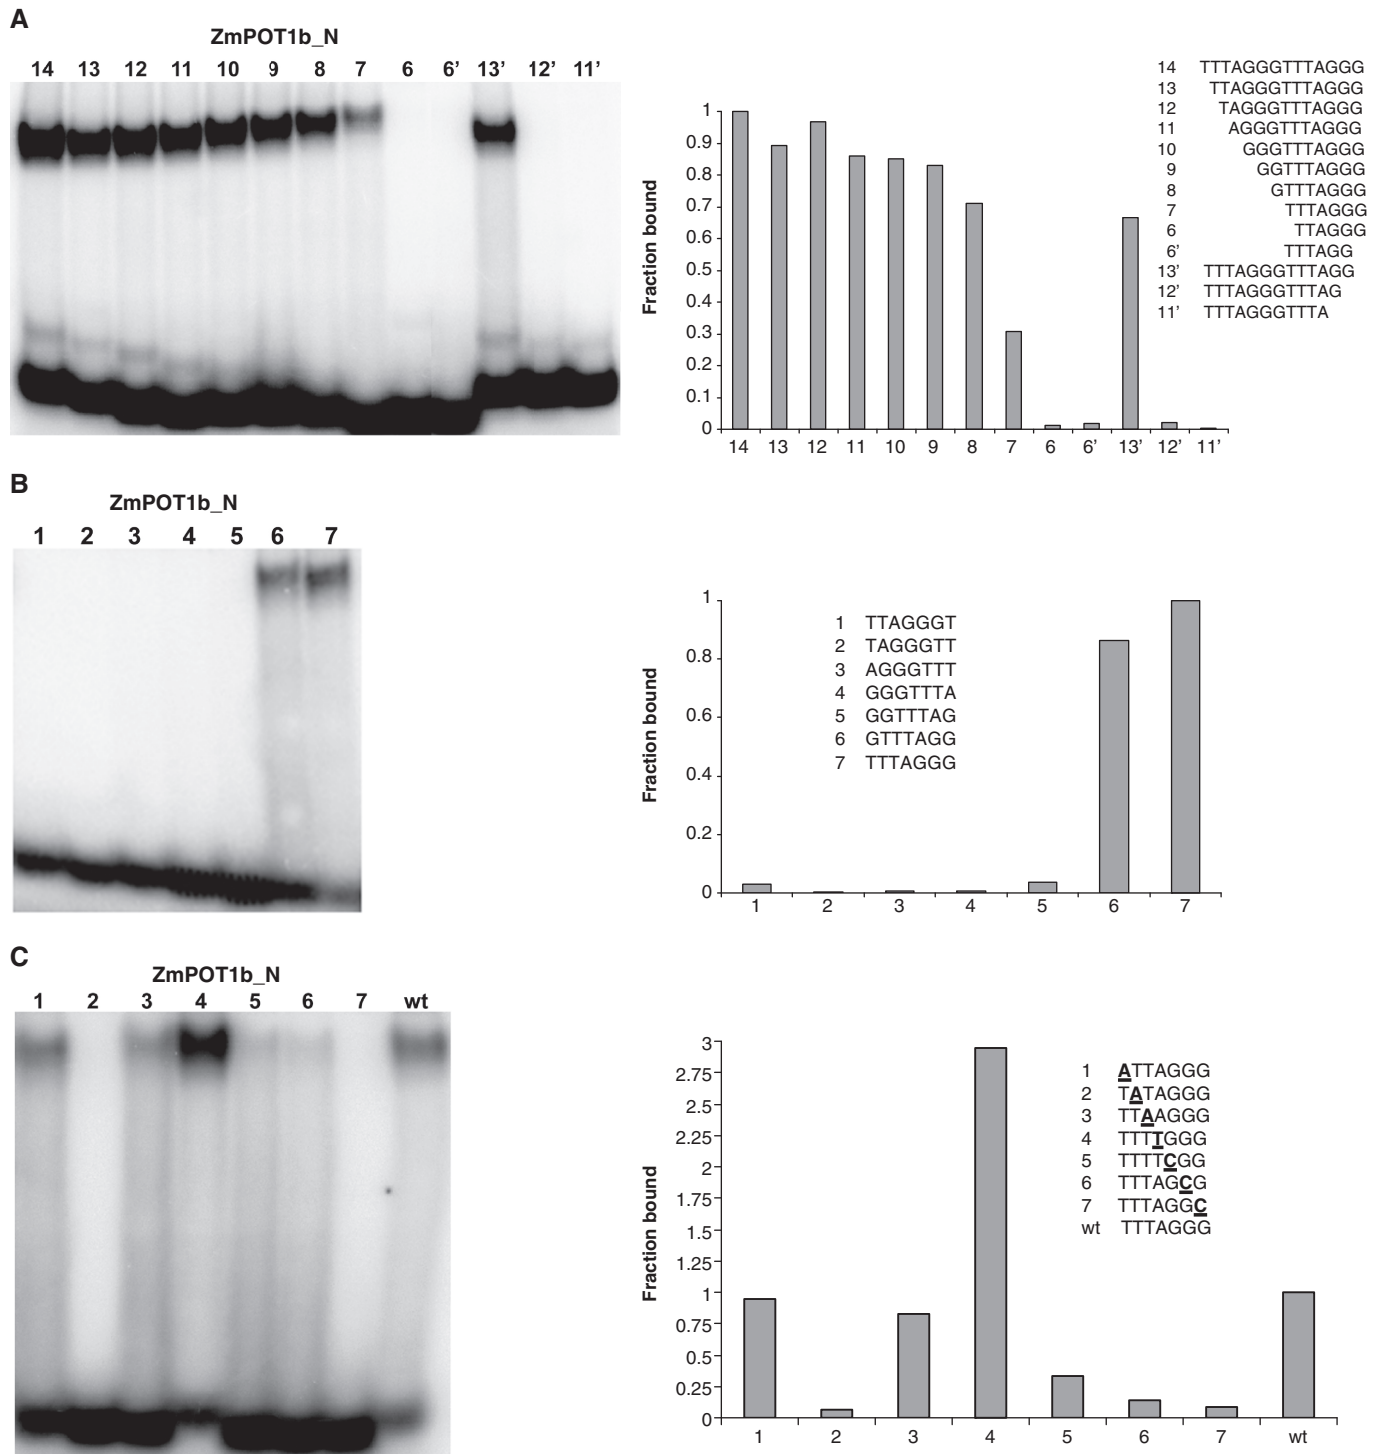 A
ZmPOT1b_N
14 13 12 11 10 9 8 7 6 6' 13' 12' 11'
Fraction bound
1
0.9
0.8
0.7
0.6
0.5
0.4
0.3
0.2
0.1
0
14 13 12 11 10 9 8 7 6 6' 13' 12' 11'
14 TTTAGGGTTTAGGG
13 TTAGGGTTTAGGG
12 TAGGGTTTAGGG
11 AGGGTTTAGGG
10 GGGTTTAGGG
9 GGTTTAGGG
8 GTTTAGGG
7 TTTAGGG
6 TTAGGG
6' TTTAGG
13' TTTAGGGTTTAGG
12' TTTAGGGTTTAG
11' TTTAGGGTTTA
B
ZmPOT1b_N
1 2 3 4 5 6 7
Fraction bound
1
0.8
0.6
0.4
0.2
0
1 2 3 4 5 6 7
1 TTAGGGT
2 TAGGGTT
3 AGGGTTT
4 GGGTTTA
5 GGTTTAG
6 GTTTAGG
7 TTTAGGG
C
ZmPOT1b_N
1 2 3 4 5 6 7 wt
Fraction bound
3
2.75
2.5
2.25
2
1.75
1.5
1.25
1
0.75
0.5
0.25
0
1 2 3 4 5 6 7 wt
1 ATTAGGG
2 TATAGGG
3 TTAAGGG
4 TTTTGGG
5 TTTTCGG
6 TTTAGCG
7 TTTAGGC
wt TTTAGGG